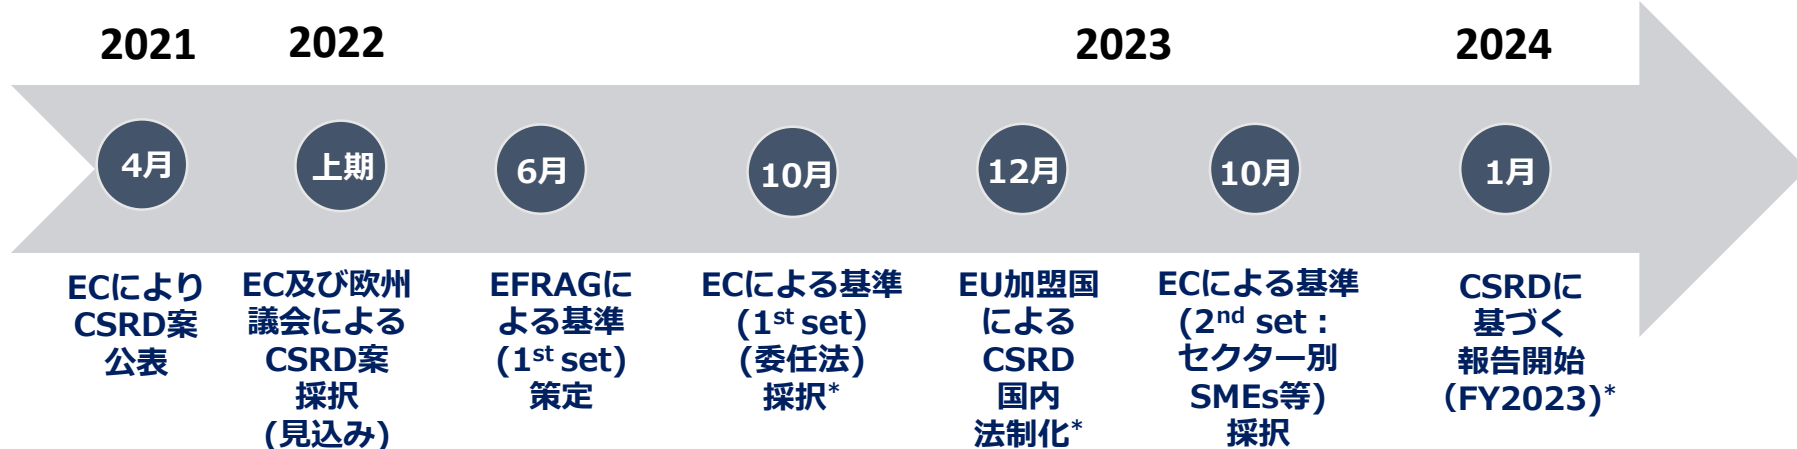 2021
2022
2023
2024
4月
上期
6月
10月
12月
10月
1月
ECにより
CSRD案
公表
EC及び欧州
議会による
CSRD案
採択
(見込み)
EFRAGに
よる基準
(1st set)
策定
ECによる基準
(1st set)
(委任法)
採択*
EU加盟国
による
CSRD
国内
法制化*
ECによる基準
(2nd set：
セクター別
SMEs等)
採択
CSRDに
基づく
報告開始
（FY2023)*